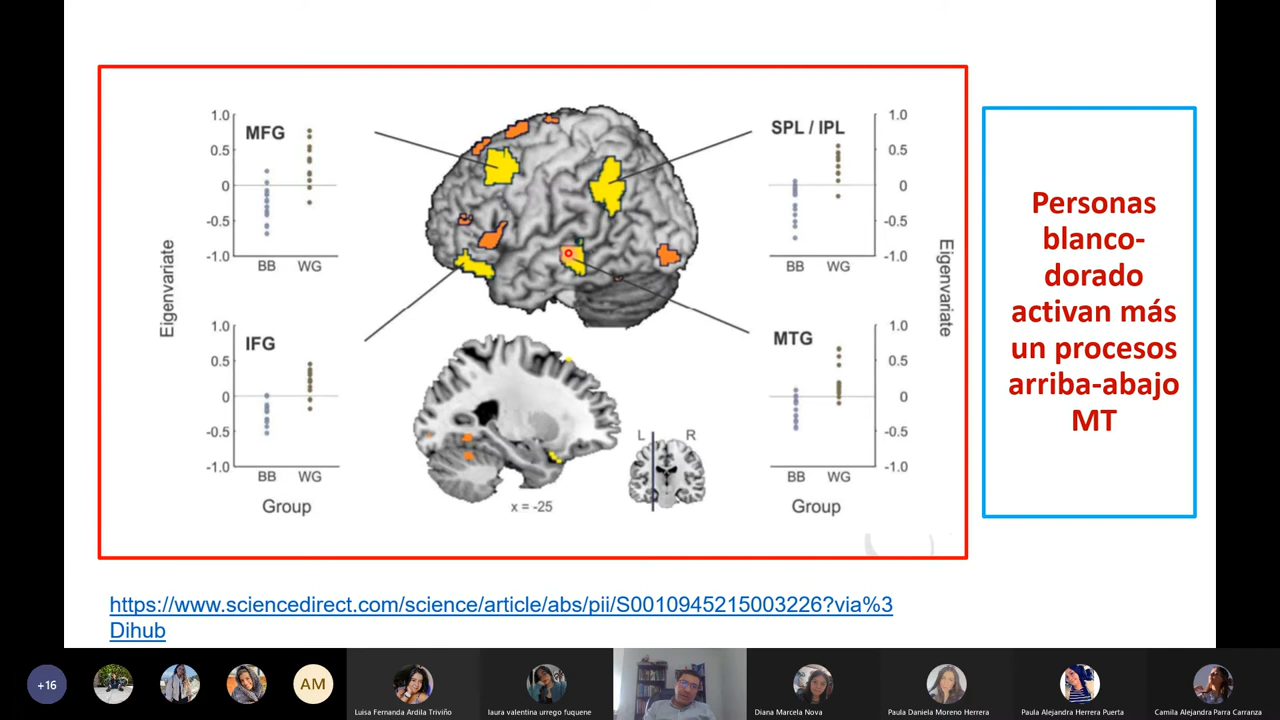 1.0
MFG
0.5
0
-0.5
-1.0
BB WG
Eigenvariate
1.0
IFG
0.5
0
-0.5
-1.0
BB WG
Group
SPL / IPL
1.0
0.5
0
-0.5
-1.0
BB WG
Eigenvariate
MTG
1.0
0.5
0
-0.5
-1.0
BB WG
Group
L R
x = -25
Personas
blanco-
dorado
activan más
un procesos
arriba-abajo
MT
https://www.sciencedirect.com/science/article/abs/pii/S0010945215003226?via%3
Dihub
+16
AM
Luisa Fernanda Ardila Triviño
laura valentina urrego fuquene
Diana Marcela Nova
Paula Daniela Moreno Herrera
Paula Alejandra Herrera Puerta
Camila Alejandra Parra Carranza